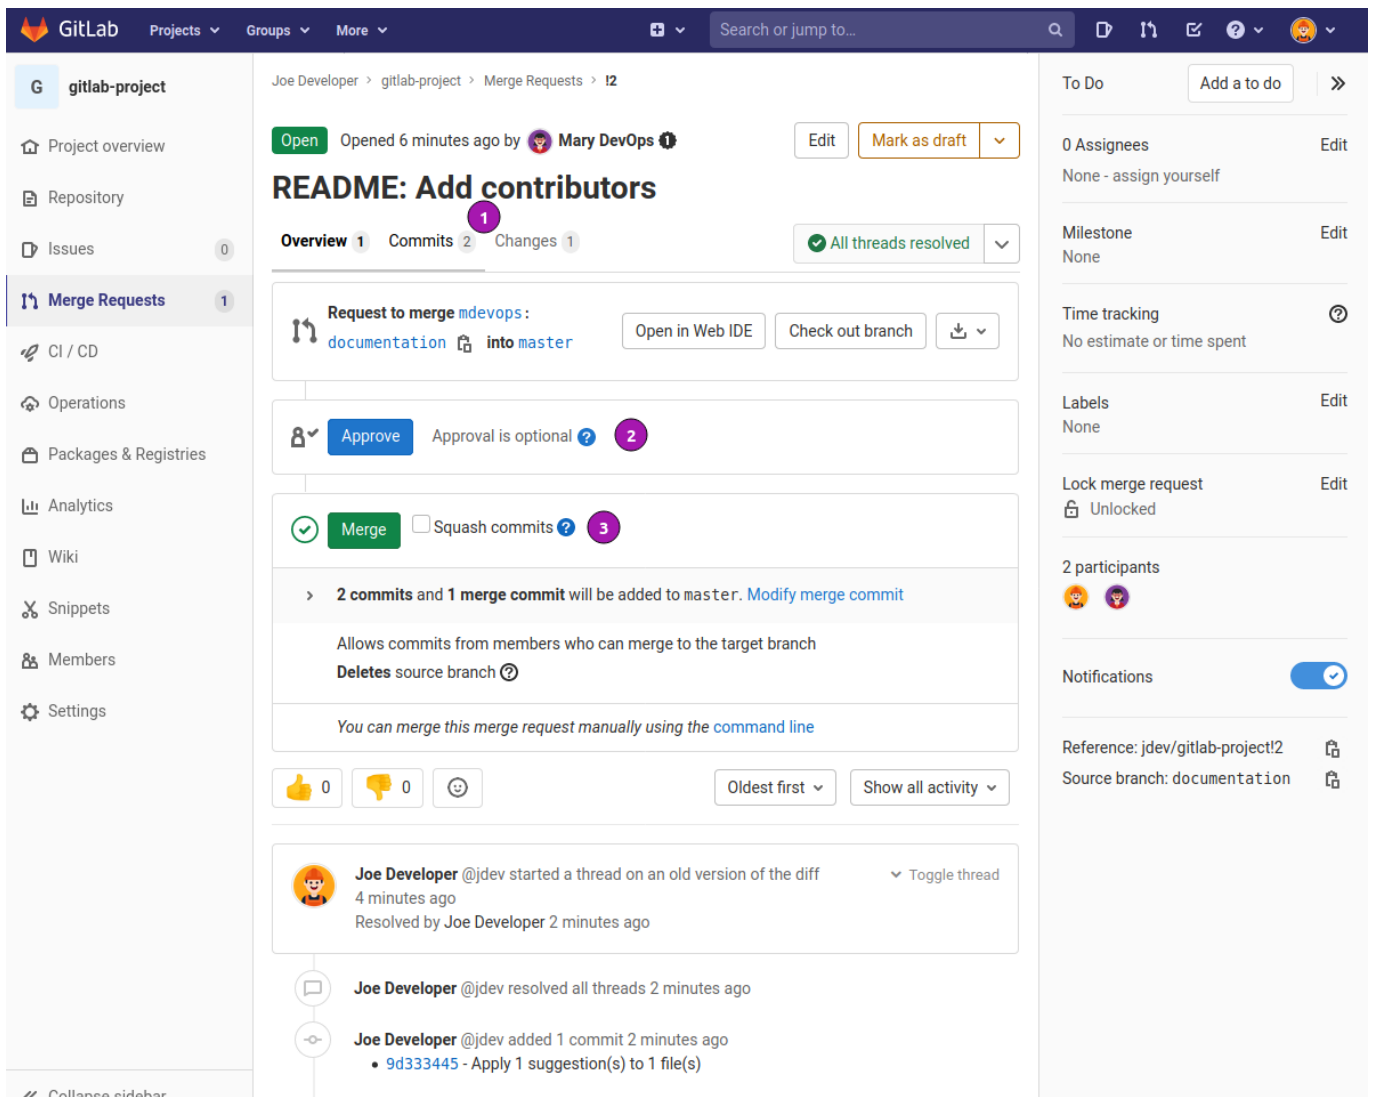 GitLab Projects Groups More Search or jump to...
G gitlab-project
Project overview
Repository
Issues 0
Merge Requests 1
CI / CD
Operations
Packages & Registries
Analytics
Wiki
Snippets
Members
Settings
Collapse sidebar
Joe Developer > gitlab-project > Merge Requests > !2
Open Opened 6 minutes ago by Mary DevOps 1 Edit Mark as draft
README: Add contributors
1
Overview 1 Commits 2 Changes 1 All threads resolved
Request to merge mdevops:
documentation into master
Open in Web IDE Check out branch
Approve Approval is optional ? 2
Merge Squash commits ? 3
2 commits and 1 merge commit will be added to master. Modify merge commit
Allows commits from members who can merge to the target branch
Deletes source branch ?
You can merge this merge request manually using the command line
0 0 Oldest first Show all activity
Joe Developer @jdev started a thread on an old version of the diff Toggle thread
4 minutes ago
Resolved by Joe Developer 2 minutes ago
Joe Developer @jdev resolved all threads 2 minutes ago
Joe Developer @jdev added 1 commit 2 minutes ago
• 9d333445 - Apply 1 suggestion(s) to 1 file(s)
To Do Add a to do
0 Assignees Edit
None - assign yourself
Milestone Edit
None
Time tracking ?
No estimate or time spent
Labels Edit
None
Lock merge request Edit
Unlocked
2 participants
Notifications
Reference: jdev/gitlab-project!2
Source branch: documentation